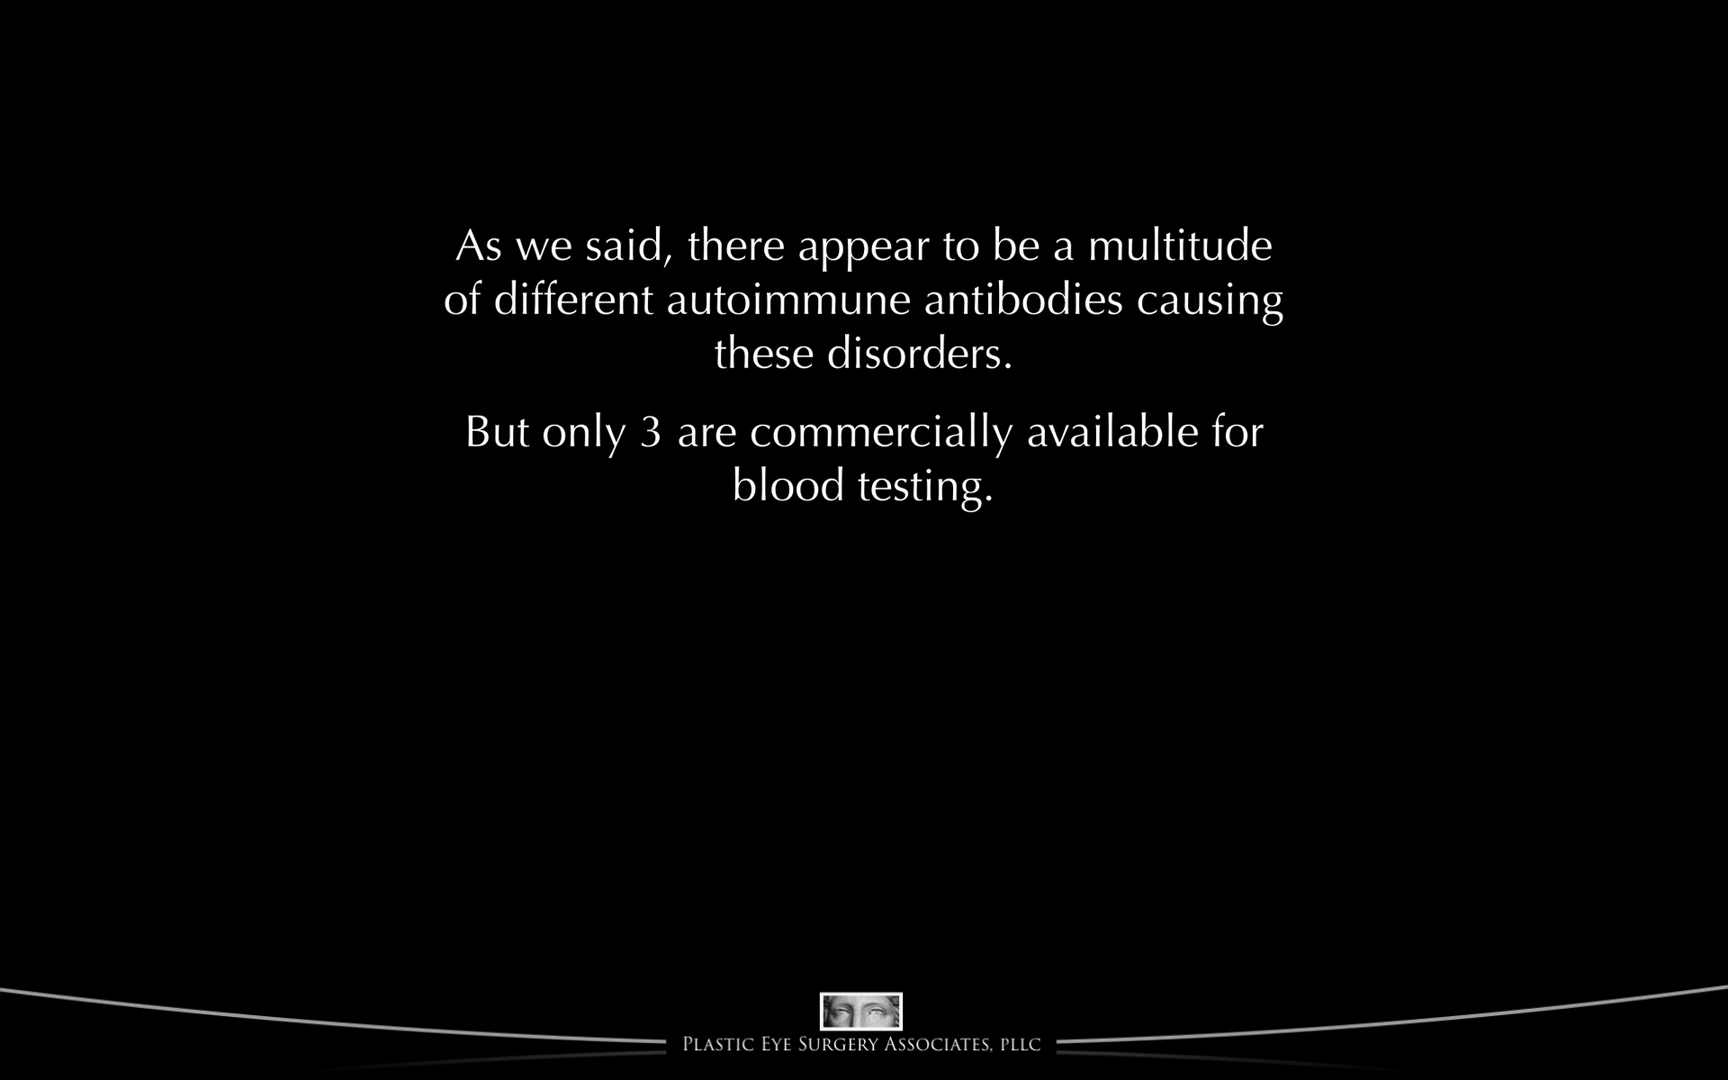 As we said, there appear to be a multitude
of different autoimmune antibodies causing
these disorders.
But only 3 are commercially available for
blood testing.
PLASTIC EYE SURGERY ASSOCIATES, PLLC